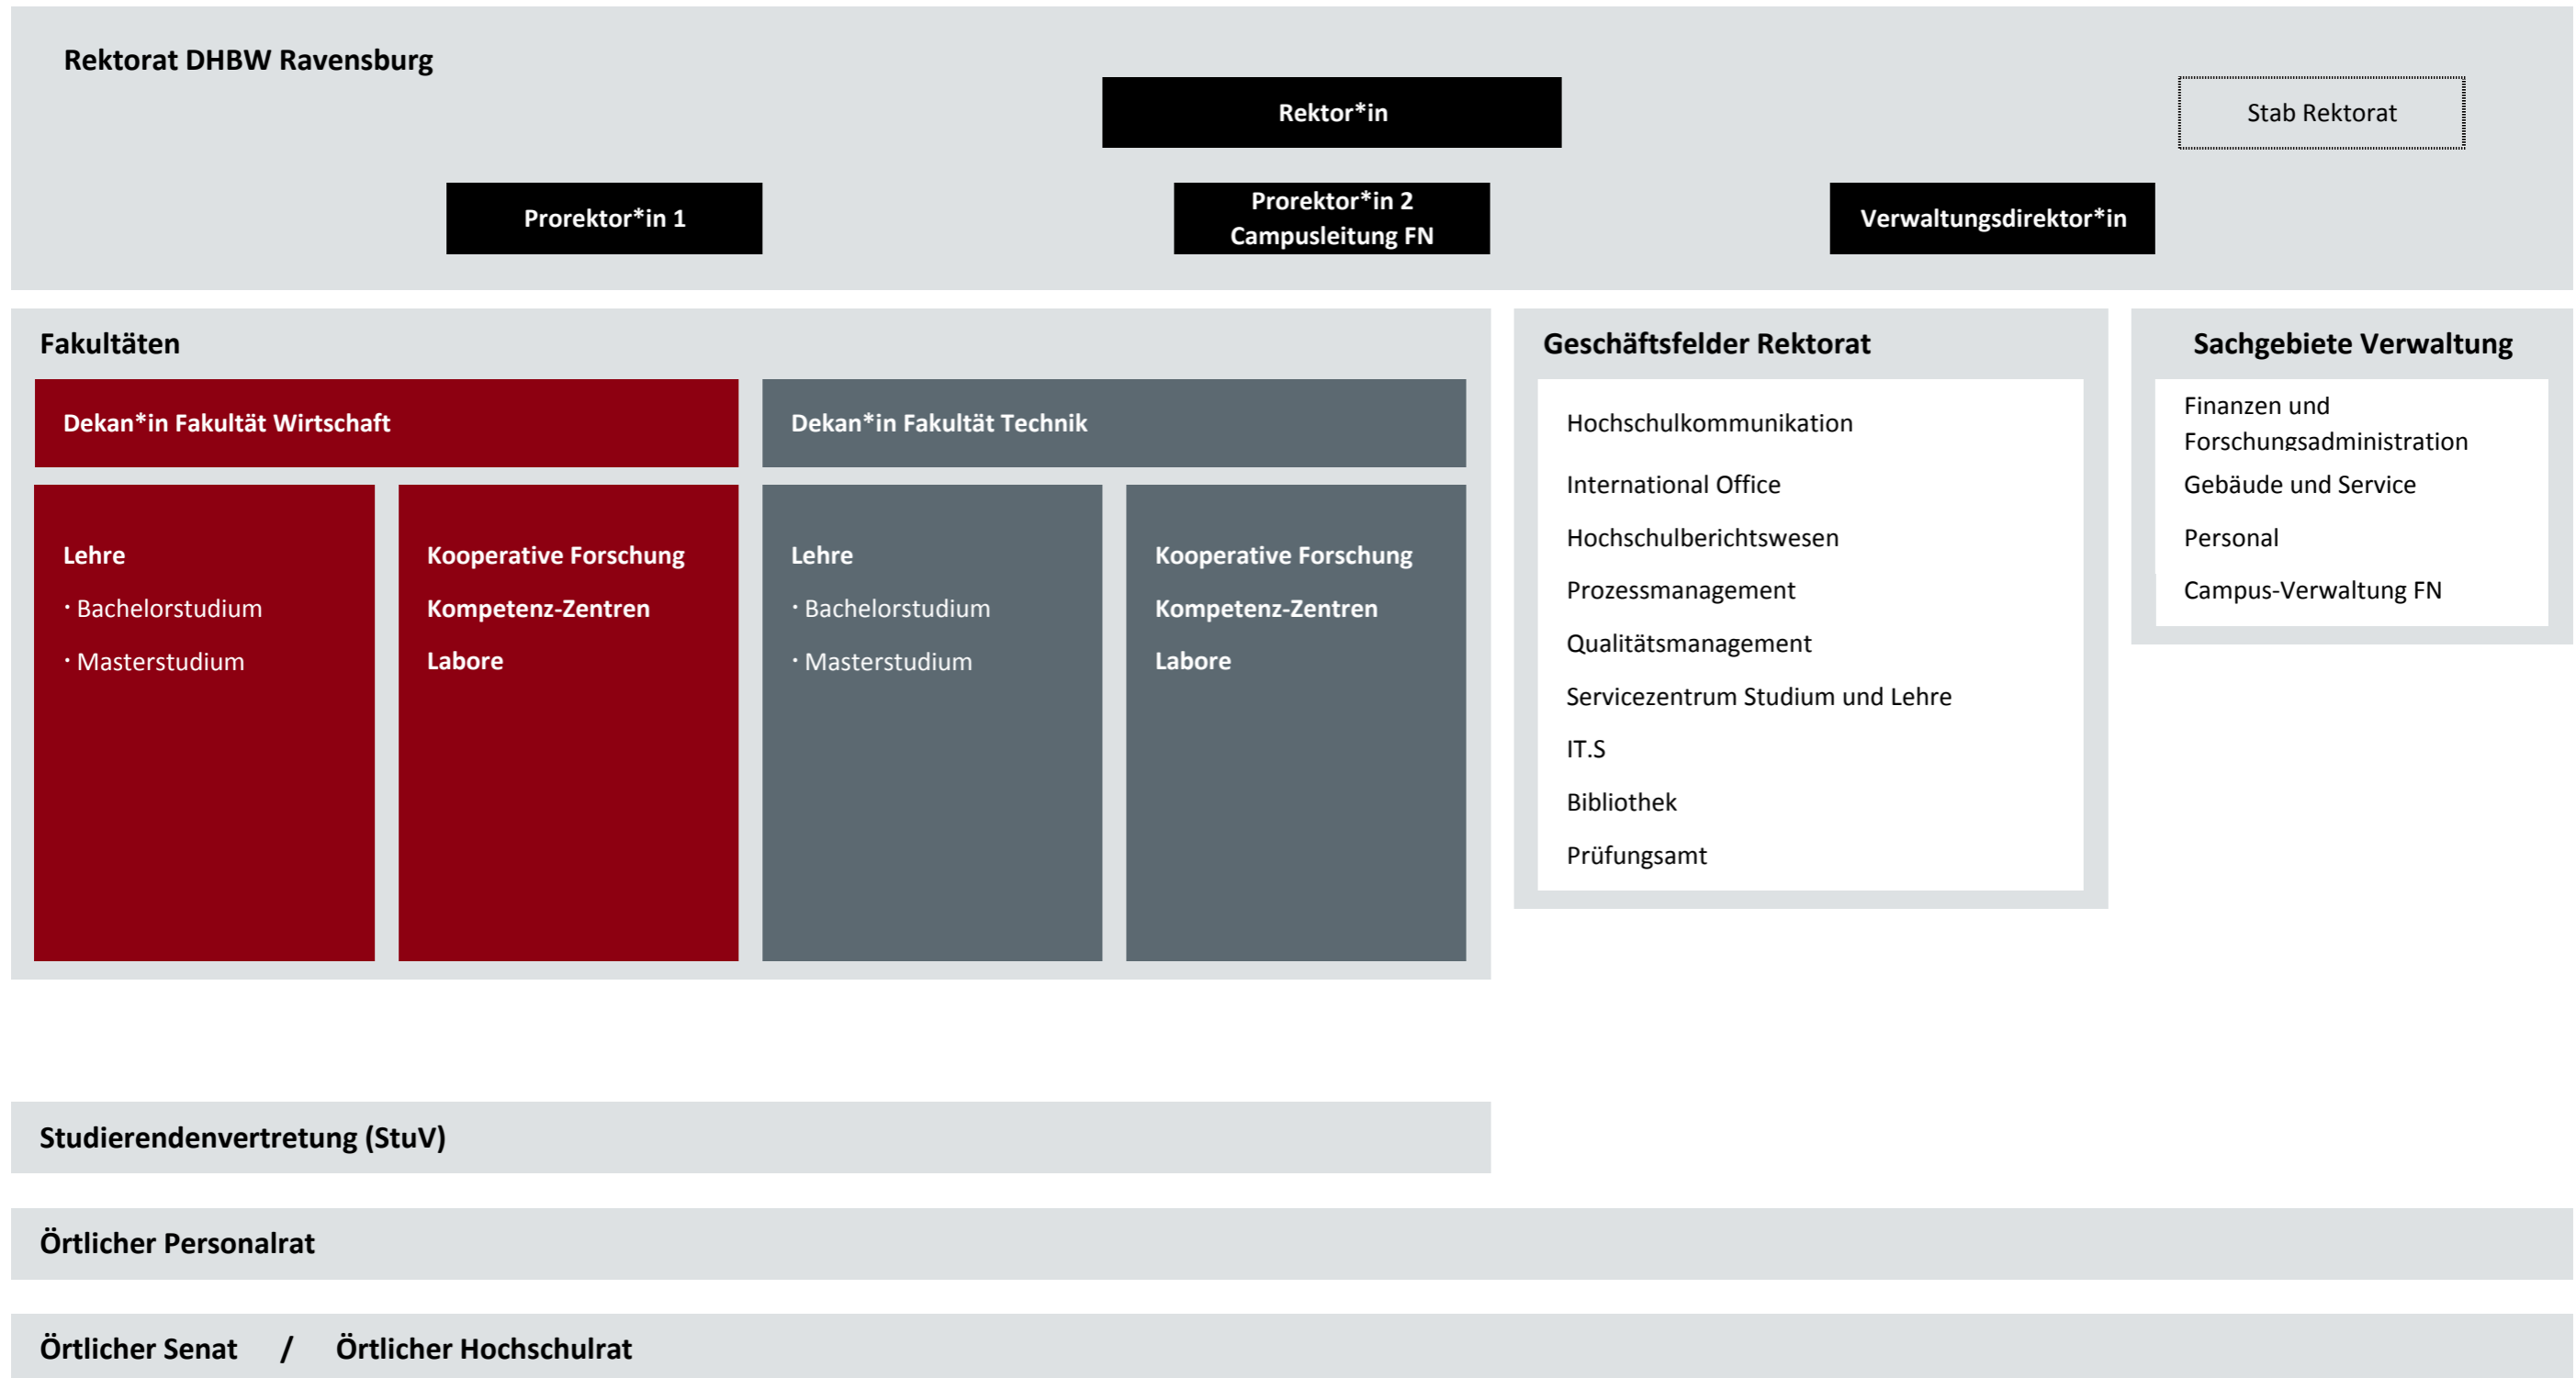 Rektorat DHBW Ravensburg
Rektor*in
Stab Rektorat
Prorektor*in 1
Prorektor*in 2
Campusleitung FN
Verwaltungsdirektor*in
Fakultäten
Dekan*in Fakultät Wirtschaft
Lehre
· Bachelorstudium
· Masterstudium
Kooperative Forschung
Kompetenz-Zentren
Labore
Dekan*in Fakultät Technik
Lehre
· Bachelorstudium
· Masterstudium
Kooperative Forschung
Kompetenz-Zentren
Labore
Geschäftsfelder Rektorat
Hochschulkommunikation
International Office
Hochschulberichtswesen
Prozessmanagement
Qualitätsmanagement
Servicezentrum Studium und Lehre
IT.S
Bibliothek
Prüfungsamt
Sachgebiete Verwaltung
Finanzen und
Forschungsadministration
Gebäude und Service
Personal
Campus-Verwaltung FN
Studierendenvertretung (StuV)
Örtlicher Personalrat
Örtlicher Senat / Örtlicher Hochschulrat